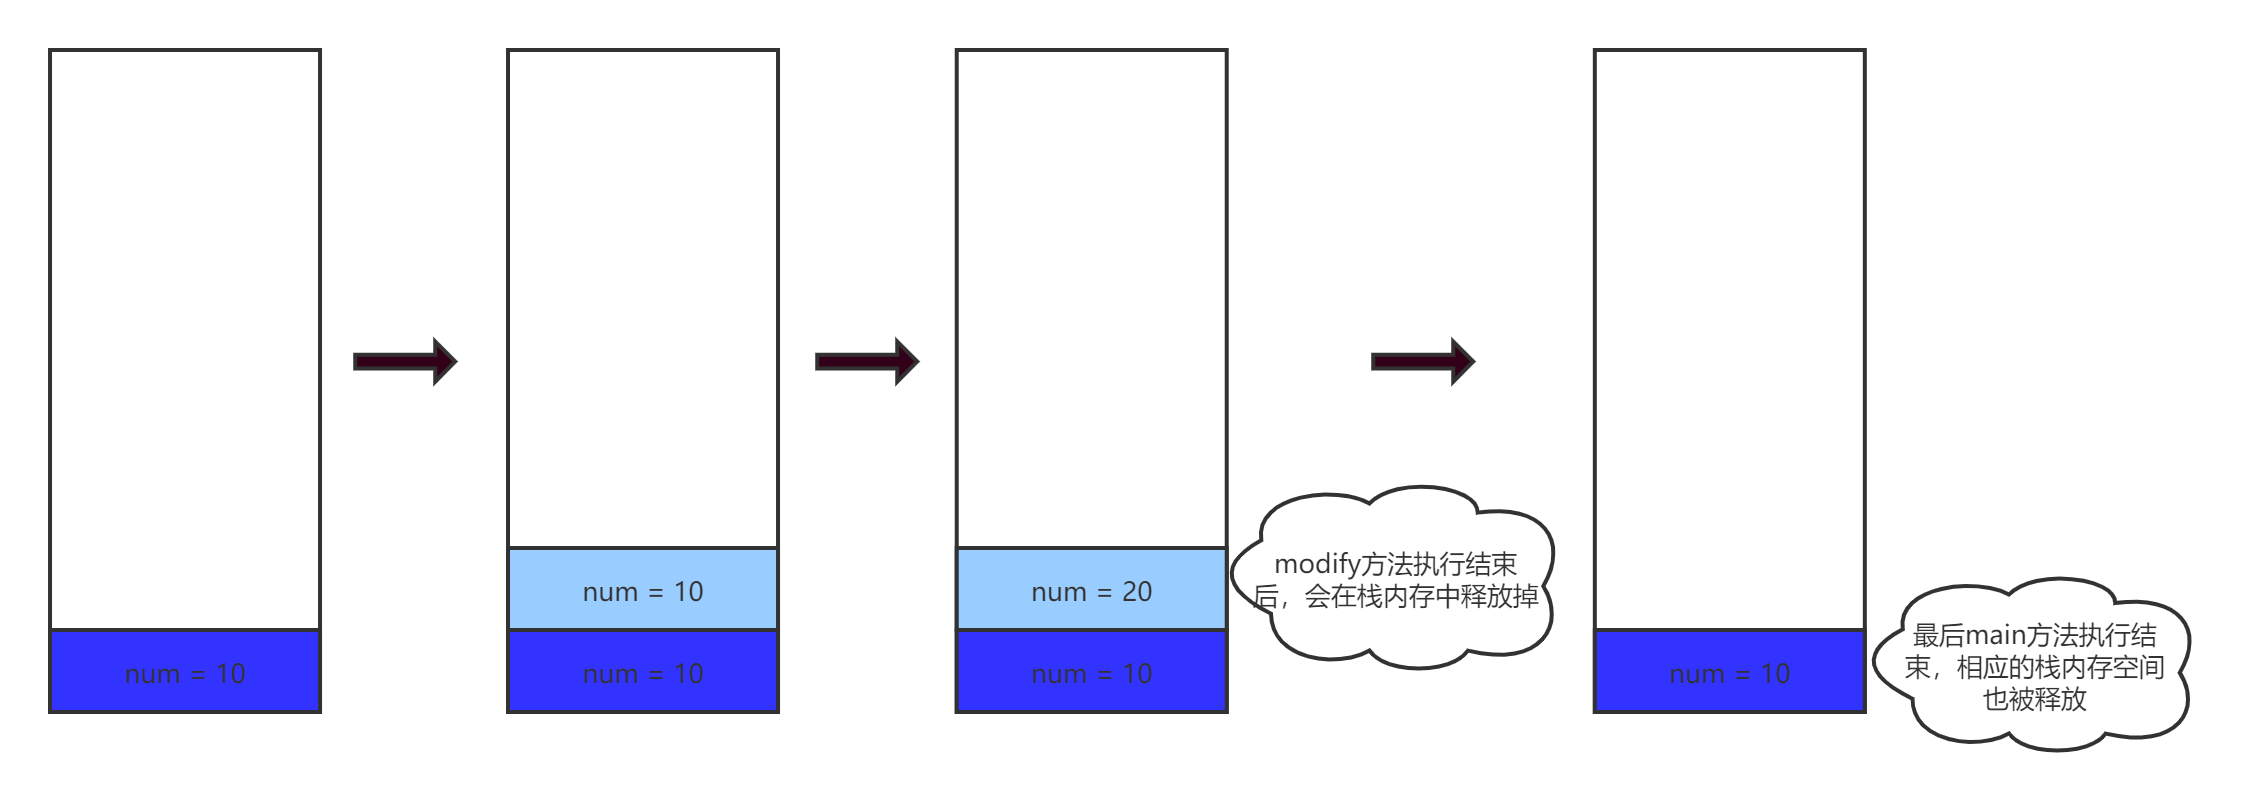 num = 10
num = 10
num = 10
num = 20
num = 10
modify方法执行结束
后，会在栈内存中释放掉
num = 10
最后main方法执行结
束，相应的栈内存空间
也被释放